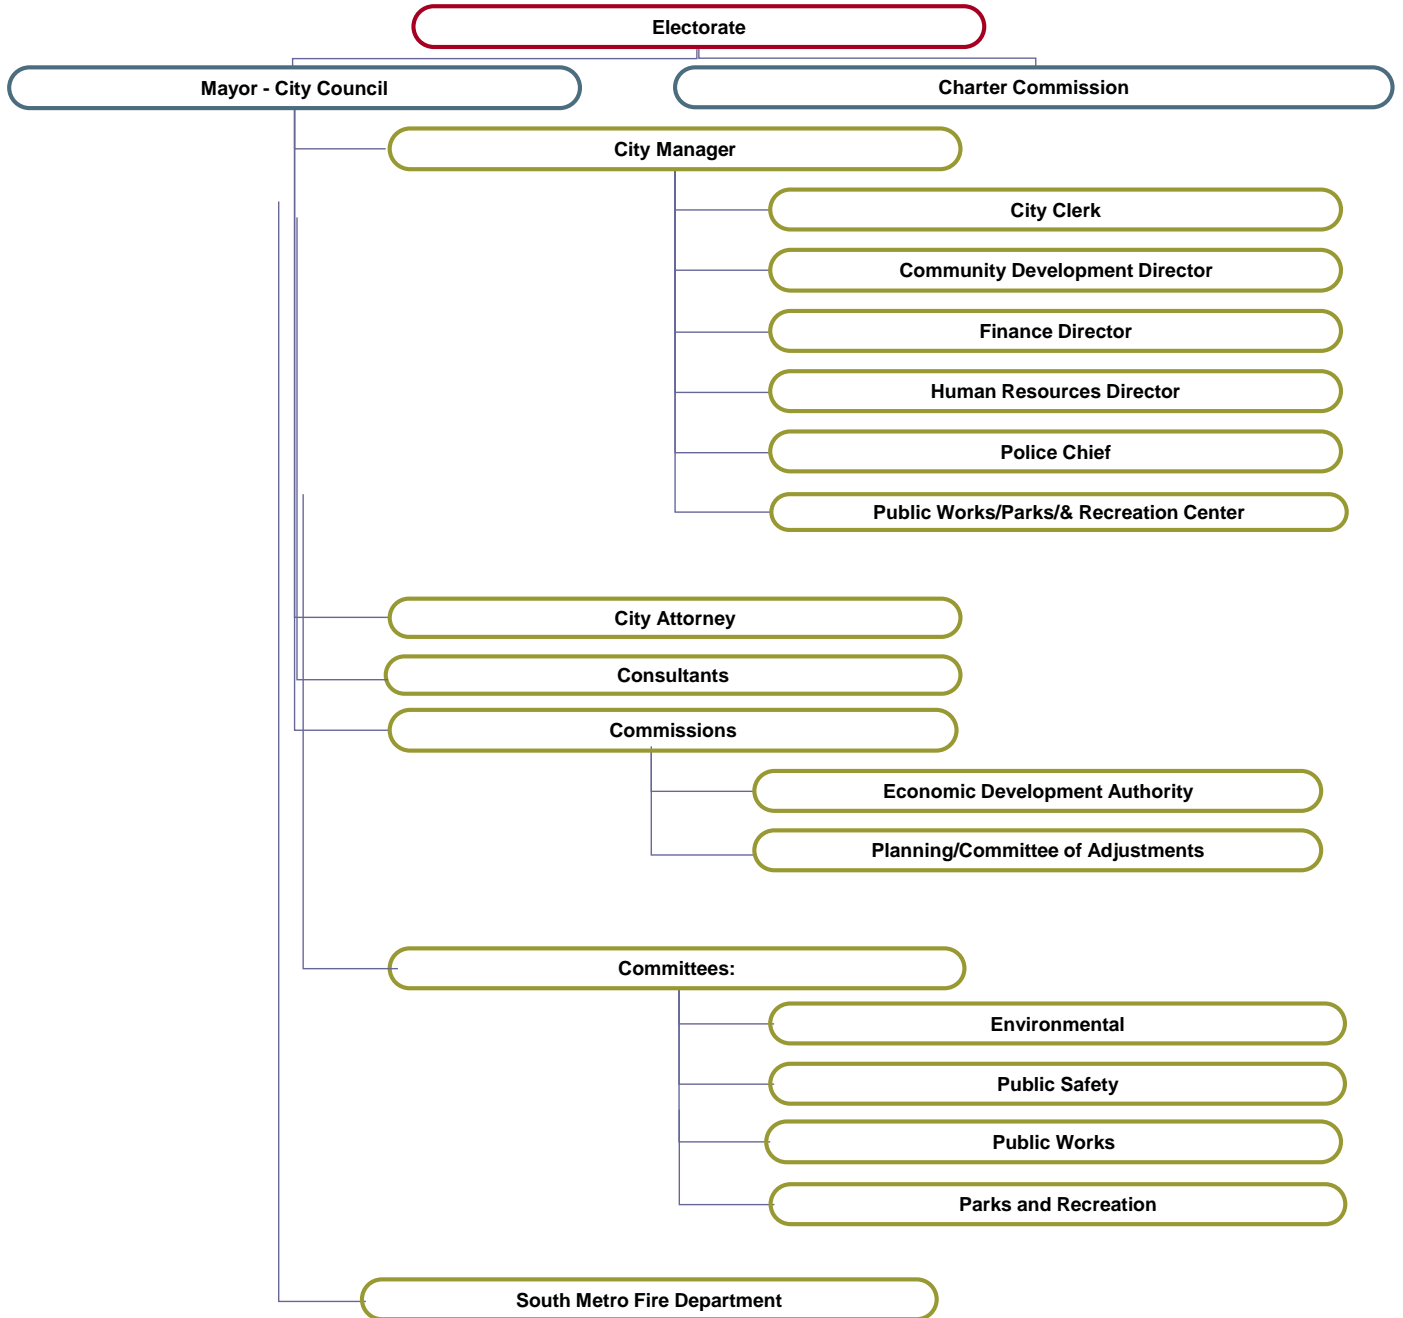 Electorate
Mayor - City Council
Charter Commission
City Manager
City Clerk
Community Development Director
Finance Director
Human Resources Director
Police Chief
Public Works/Parks/& Recreation Center
City Attorney
Consultants
Commissions
Economic Development Authority
Planning/Committee of Adjustments
Committees:
Environmental
Public Safety
Public Works
Parks and Recreation
South Metro Fire Department